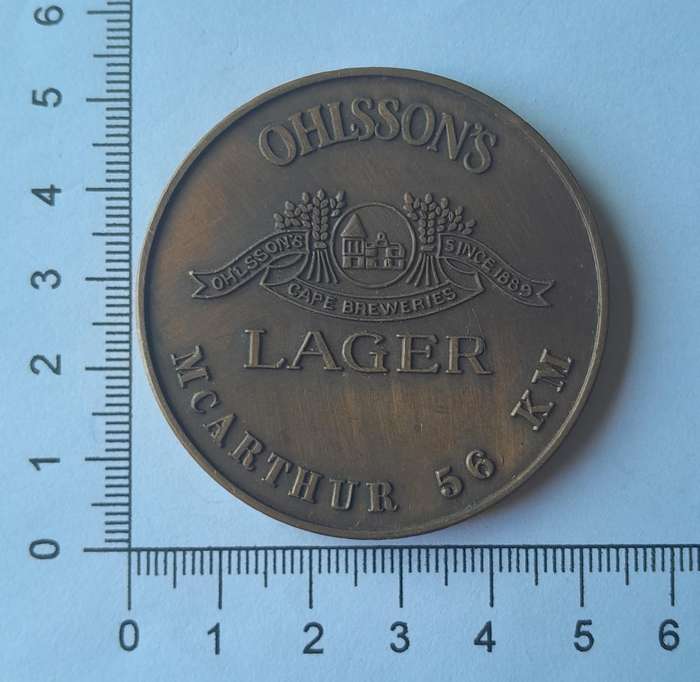 OHLSSON'S
OHLSSON'S SINCE 1889
CAPE BREWERIES
LAGER
McARTHUR 56 KM
6
5
4
3
2
1
0
0 1 2 3 4 5 6